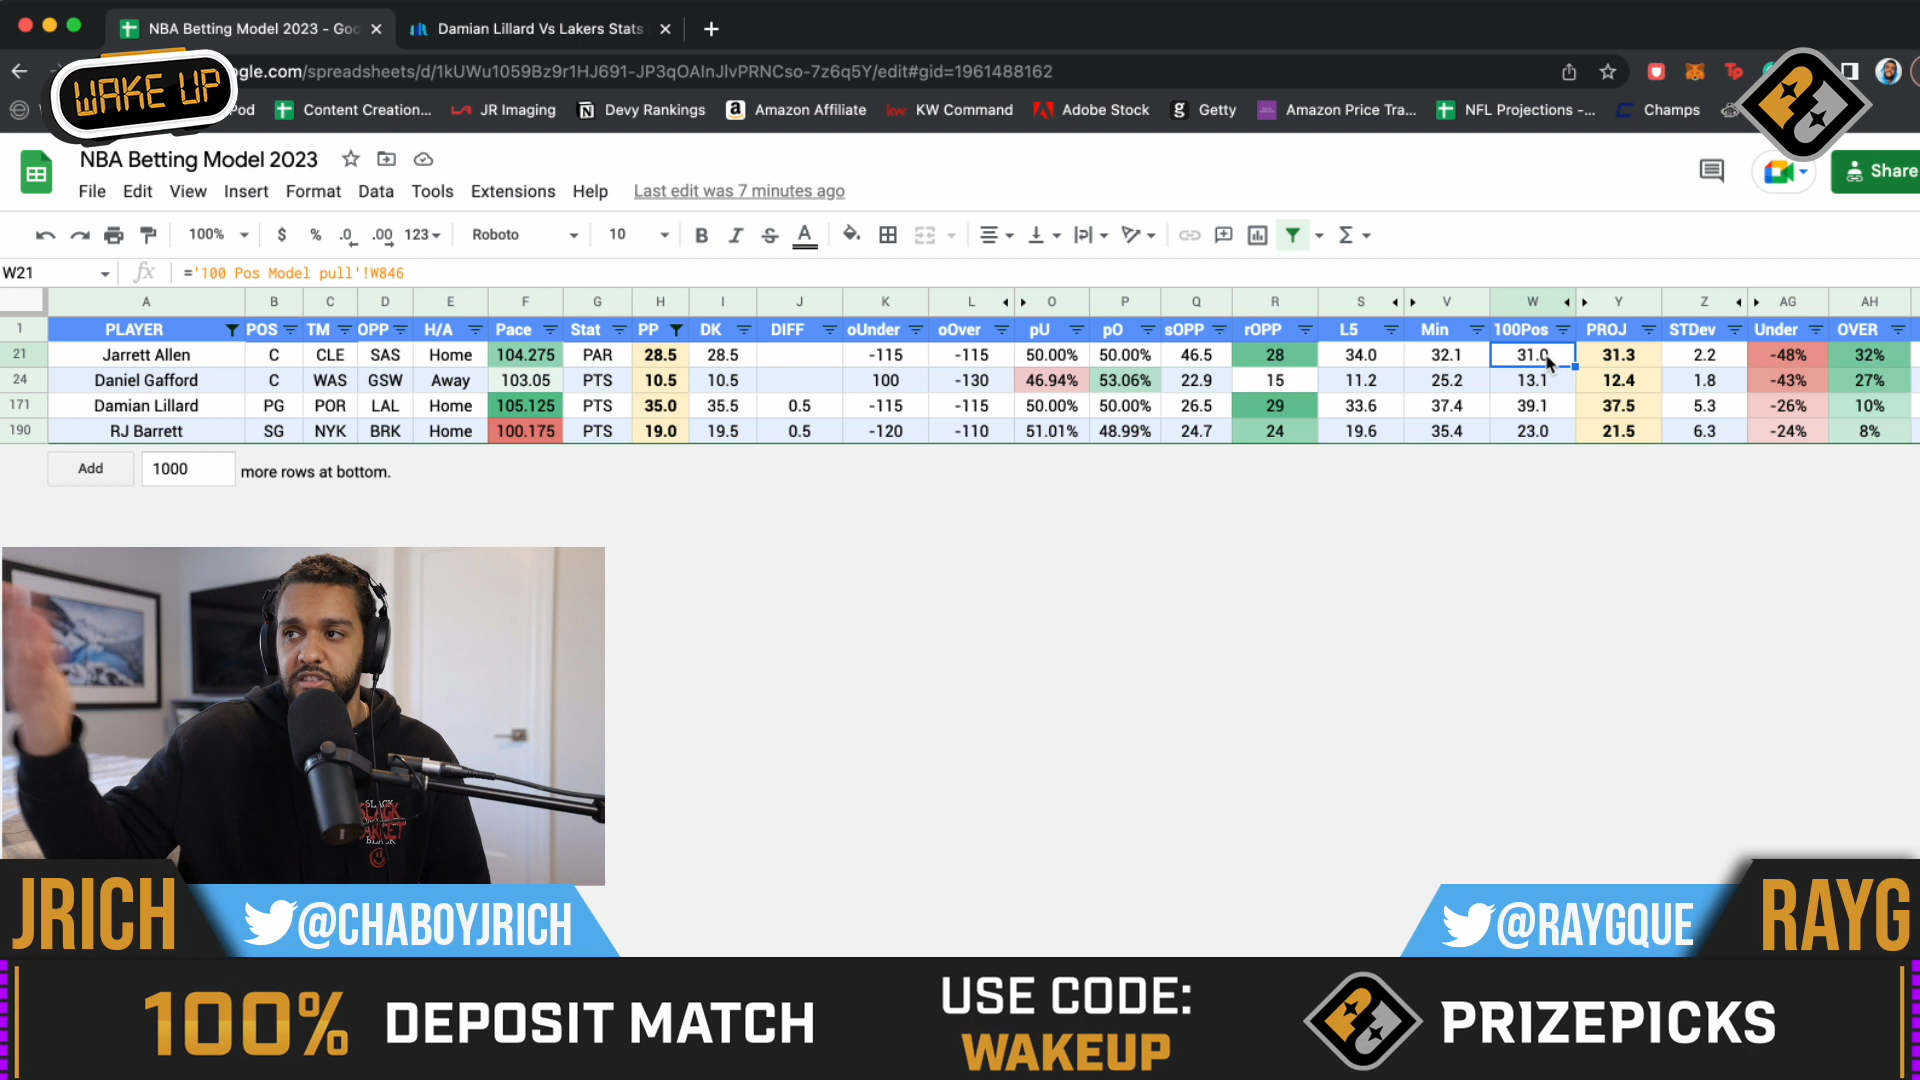 NBA Betting Model 2023 - Goo
Damian Lillard Vs Lakers Stats
WAKE UP
ogle.com/spreadsheets/d/1kUWu1059Bz9r1HJ691-JP3qOAInJlvPRNCso-7z6q5Y/edit#gid=1961488162
Pod
Content Creation...
JR Imaging
Devy Rankings
Amazon Affiliate
KW Command
Adobe Stock
Getty
Amazon Price Tra...
NFL Projections -...
Champs
NBA Betting Model 2023
Share
File Edit View Insert Format Data Tools Extensions Help Last edit was 7 minutes ago
100% $ % .0 .00 123 Roboto 10 B I S A
W21 fx ='100 Pos Model pull'!W846
A B C D E F G H I J K L O P Q R S V W Y Z AG AH
1 PLAYER POS TM OPP H/A Pace Stat PP DK DIFF oUnder oOver pU pO sOPP rOPP L5 Min 100Pos PROJ STDev Under OVER
21 Jarrett Allen C CLE SAS Home 104.275 PAR 28.5 28.5 -115 -115 50.00% 50.00% 46.5 28 34.0 32.1 31.0 31.3 2.2 -48% 32%
24 Daniel Gafford C WAS GSW Away 103.05 PTS 10.5 10.5 100 -130 46.94% 53.06% 22.9 15 11.2 25.2 13.1 12.4 1.8 -43% 27%
171 Damian Lillard PG POR LAL Home 105.125 PTS 35.0 35.5 0.5 -115 -115 50.00% 50.00% 26.5 29 33.6 37.4 39.1 37.5 5.3 -26% 10%
190 RJ Barrett SG NYK BRK Home 100.175 PTS 19.0 19.5 0.5 -120 -110 51.01% 48.99% 24.7 24 19.6 35.4 23.0 21.5 6.3 -24% 8%
Add 1000 more rows at bottom.
BLACK
BLACK
MARKET
BLACK
JRICH
@CHABOYJRICH
@RAYGQUE
RAYG
100% DEPOSIT MATCH
USE CODE:
WAKEUP
PRIZEPICKS